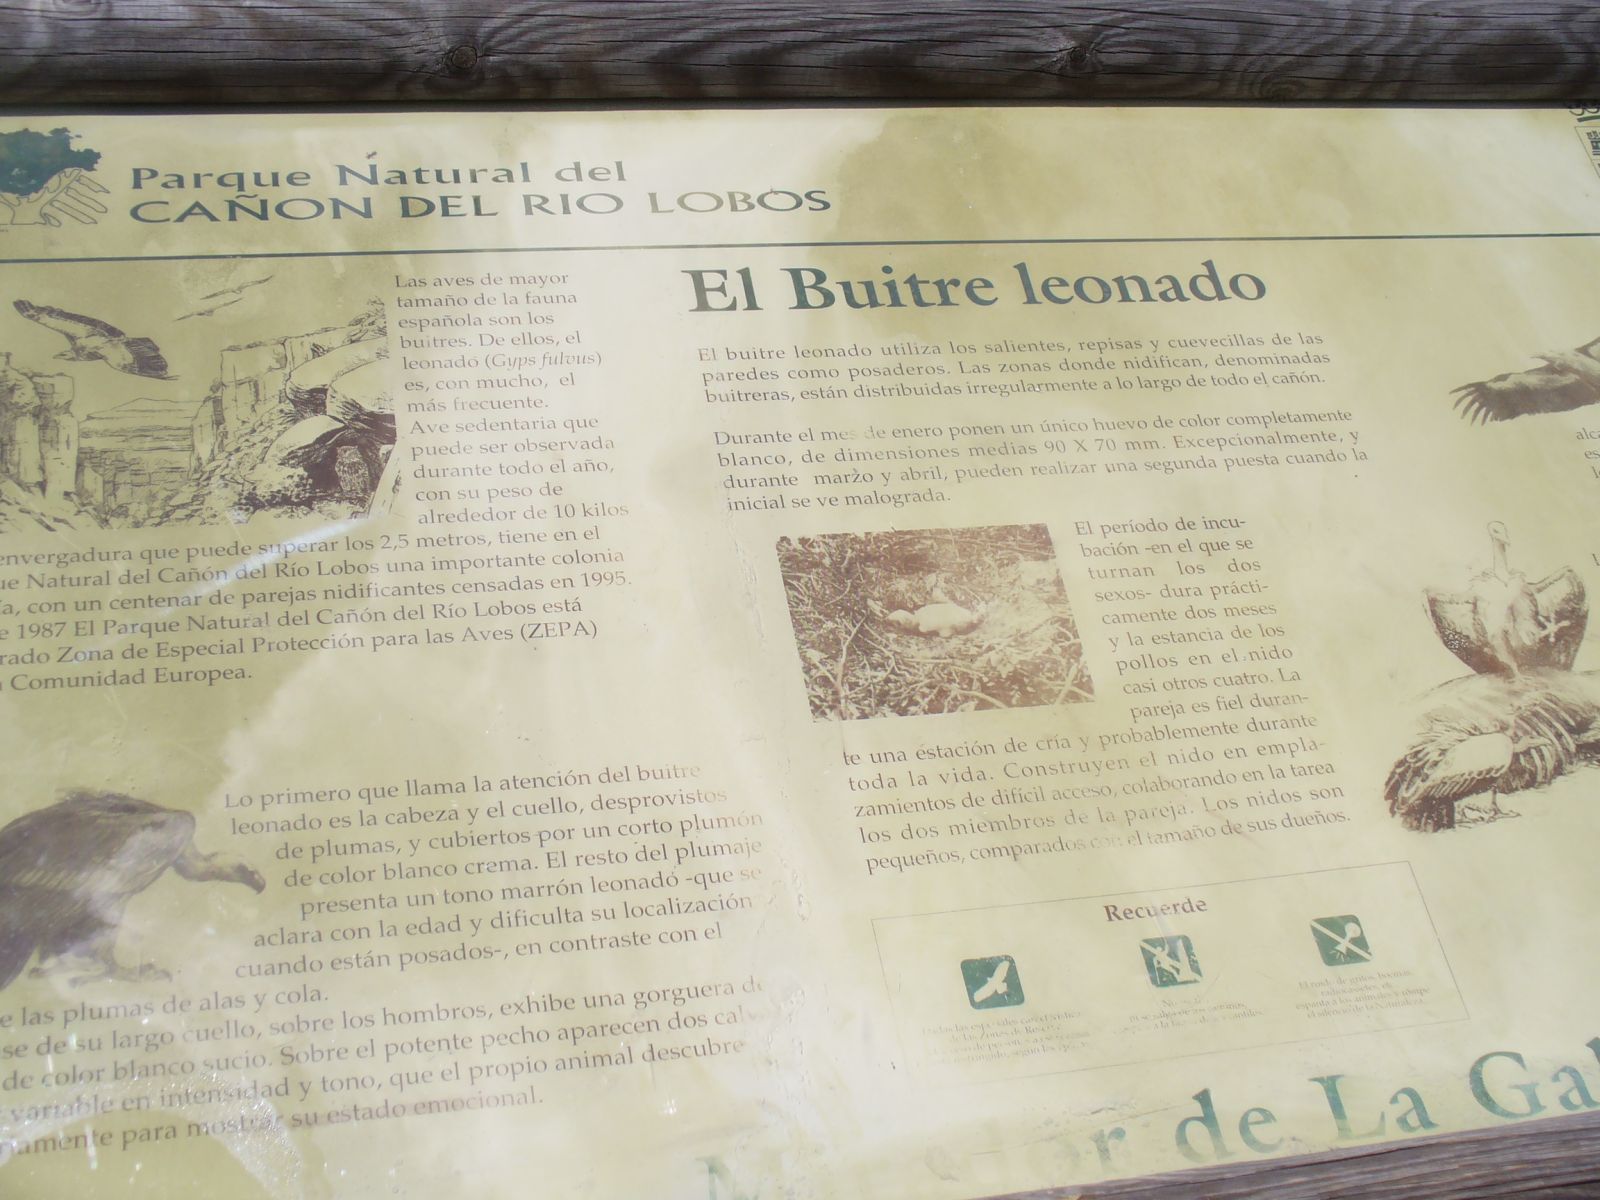 Parque Natural del
CAÑON DEL RIO LOBOS
Las aves de mayor
tamaño de la fauna
española son los
buitres. De ellos, el
leonado (Gyps fulvus)
es, con mucho, el
más frecuente.
Ave sedentaria que
puede ser observada
durante todo el año,
con su peso de
alrededor de 10 kilos
envergadura que puede superar los 2,5 metros, tiene en el
Natural del Cañón del Río Lobos una importante colonia
con un centenar de parejas nidificantes censadas en 1995.
1987 El Parque Natural del Cañón del Río Lobos está
Zona de Especial Protección para las Aves (ZEPA)
Comunidad Europea.
Lo primero que llama la atención del buitre
leonado es la cabeza y el cuello, desprovistos
de plumas, y cubiertos por un corto plumón
de color blanco crema. El resto del plumaje
presenta un tono marrón leonado -que se
aclara con la edad y dificulta su localización
cuando están posados-, en contraste con el
las plumas de alas y cola.
de su largo cuello, sobre los hombros, exhibe una gorguera
de color blanco sucio. Sobre el potente pecho aparecen dos
variable en intensidad y tono, que el propio animal descubre
para mostrar su estado emocional.
El Buitre leonado
El buitre leonado utiliza los salientes, repisas y cuevecillas de las
paredes como posaderos. Las zonas donde nidifican, denominadas
buitreras, están distribuidas irregularmente a lo largo de todo el cañón.
Durante el mes de enero ponen un único huevo de color completamente
blanco, de dimensiones medias 90 X 70 mm. Excepcionalmente, y
durante marzo y abril, pueden realizar una segunda puesta cuando la
inicial se ve malograda.
El período de incu-
bación -en el que se
turnan los dos
sexos- dura prácti-
camente dos meses
y la estancia de los
pollos en el nido
casi otros cuatro. La
pareja es fiel duran-
te una estación de cría y probablemente durante
toda la vida. Construyen el nido en empla-
zamientos de difícil acceso, colaborando en la tarea
los dos miembros de la pareja. Los nidos son
pequeños, comparados con el tamaño de sus dueños.
Recuerde
de La